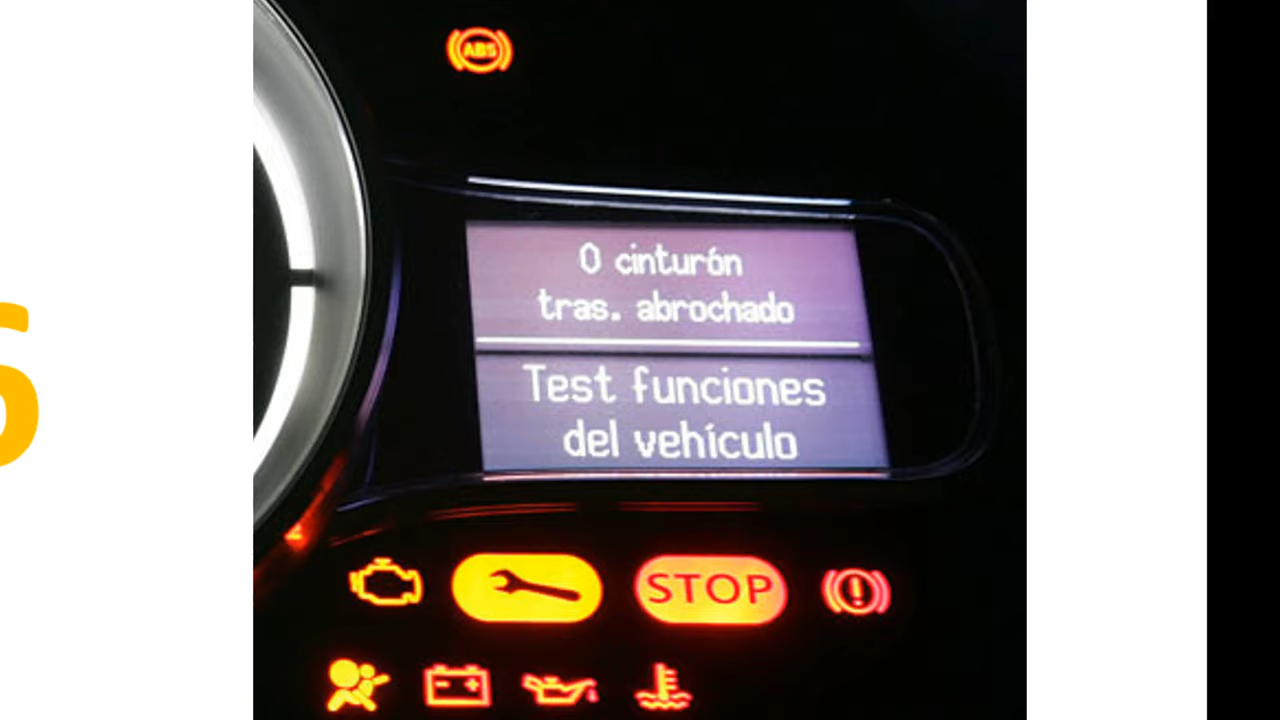 ABS
0 cinturón
tras. abrochado
Test funciones
del vehículo
STOP